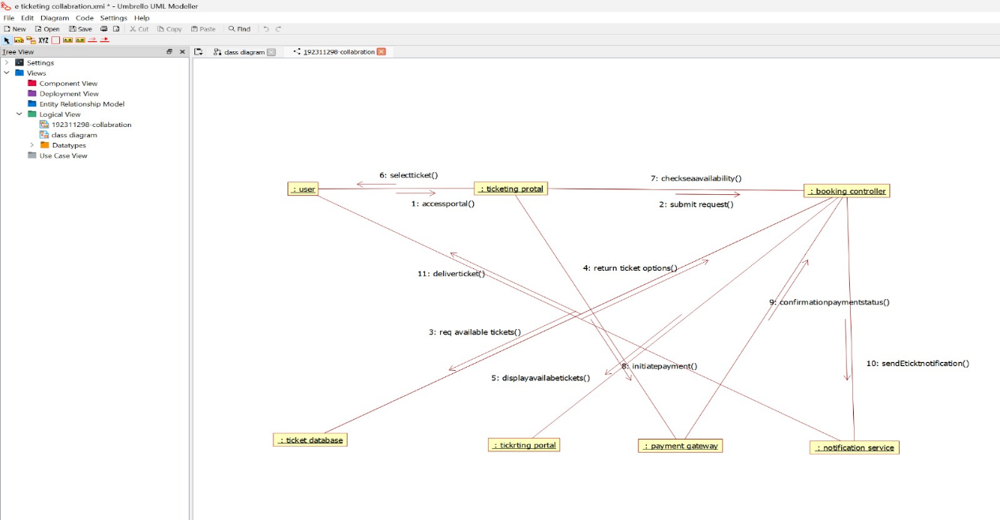 e ticketing collabration.xmi * - Umbrello UML Modeller
File Edit Diagram Code Settings Help
New Open Save Cut Copy Paste Find
XYZ
Tree View
class diagram
192311298-collabration
Settings
Views
Component View
Deployment View
Entity Relationship Model
Logical View
192311298-collabration
class diagram
Datatypes
Use Case View
6: selectticket()
7: checkseaavailability()
: user
: ticketing protal
: booking controller
1: accessportal()
2: submit request()
4: return ticket options()
11: deliverticket()
9: confirmationpaymentstatus()
3: req available tickets()
10: sendEticktnotification()
8: initiatepayment()
5: displayavailabetickets()
: ticket database
: tickrting portal
: payment gateway
: notification service